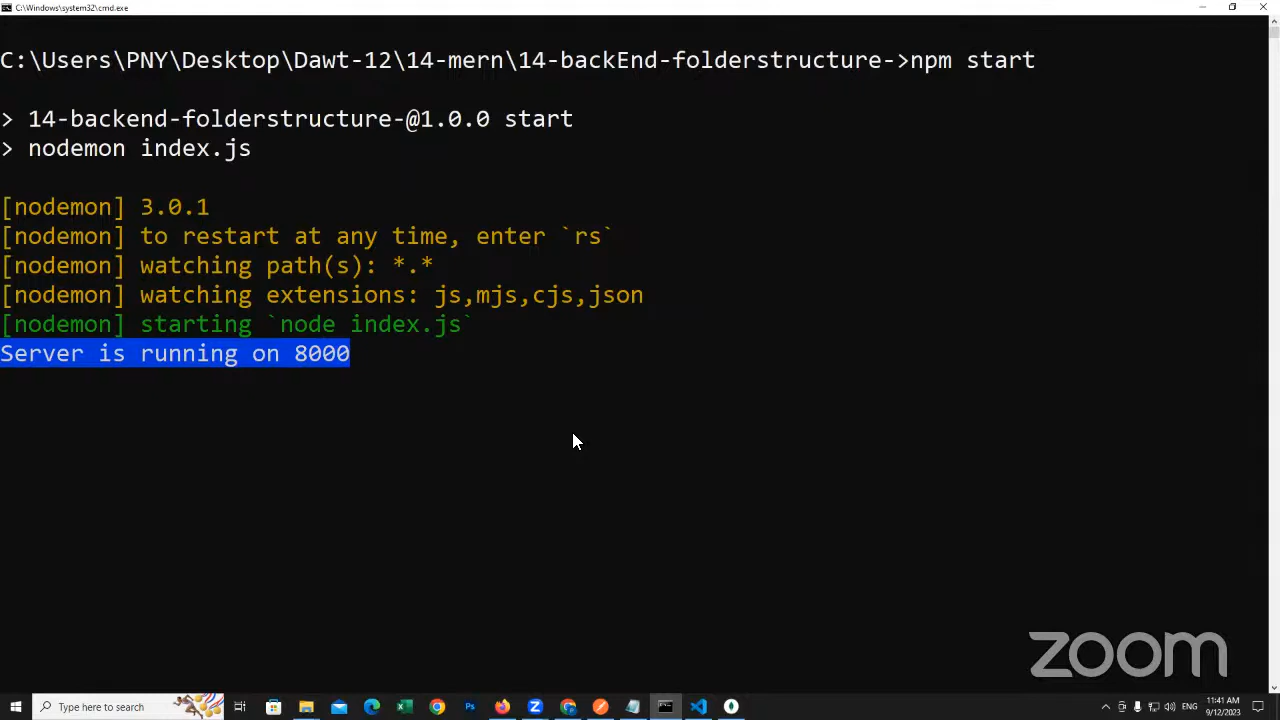 C:\Windows\system32\cmd.exe
C:\Users\PNY\Desktop\Dawt-12\14-mern\14-backEnd-folderstructure->npm start
> 14-backend-folderstructure-@1.0.0 start
> nodemon index.js
[nodemon] 3.0.1
[nodemon] to restart at any time, enter `rs`
[nodemon] watching path(s): *.*
[nodemon] watching extensions: js,mjs,cjs,json
[nodemon] starting `node index.js`
Server is running on 8000
zoom
Type here to search
Ps
ENG
11:41 AM
9/12/2023